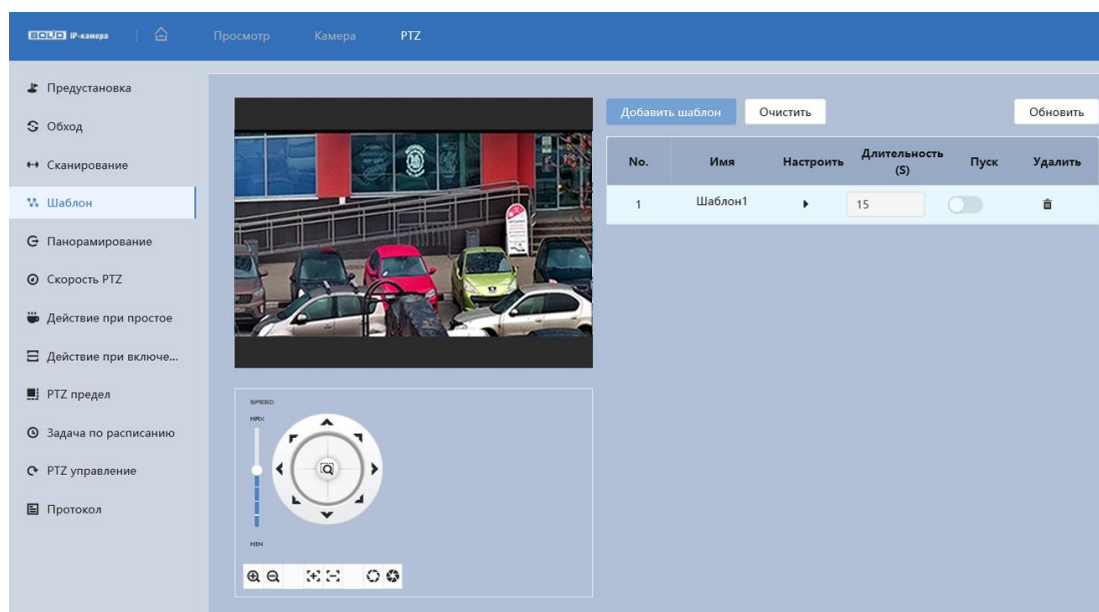 BOLID IP-камера
Просмотр
Камера
PTZ
Предустановка
Обход
Сканирование
Шаблон
Панорамирование
Скорость PTZ
Действие при простое
Действие при включе...
PTZ предел
Задача по расписанию
PTZ управление
Протокол
Добавить шаблон
Очистить
Обновить
No. Имя Настроить Длительность (S) Пуск Удалить
1 Шаблон1 15
SPEED
MAX
MIN